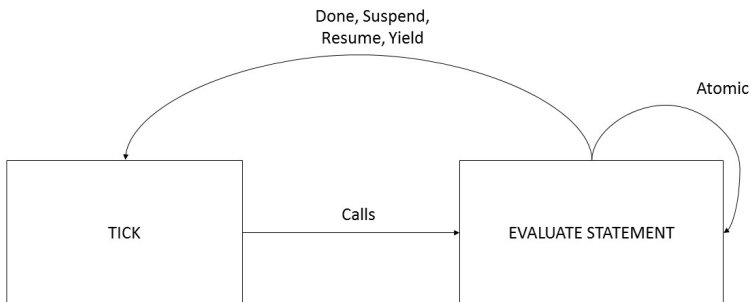 Done, Suspend,
Resume, Yield
Atomic
Calls
TICK
EVALUATE STATEMENT